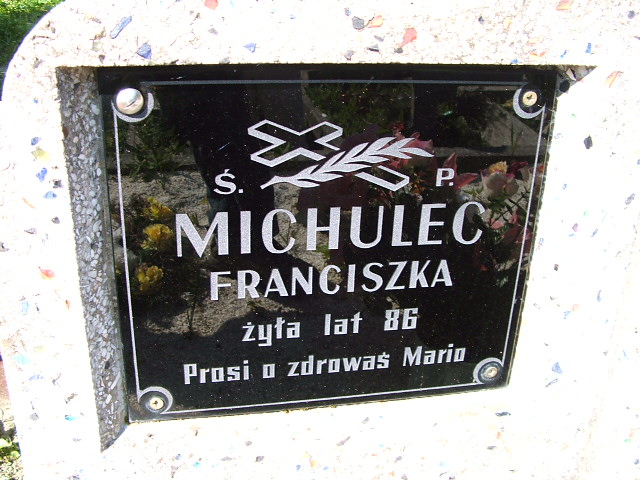 Ś. P.
MICHULEC
FRANCISZKA
żyła lat 86
Prosi o zdrowaś Mario